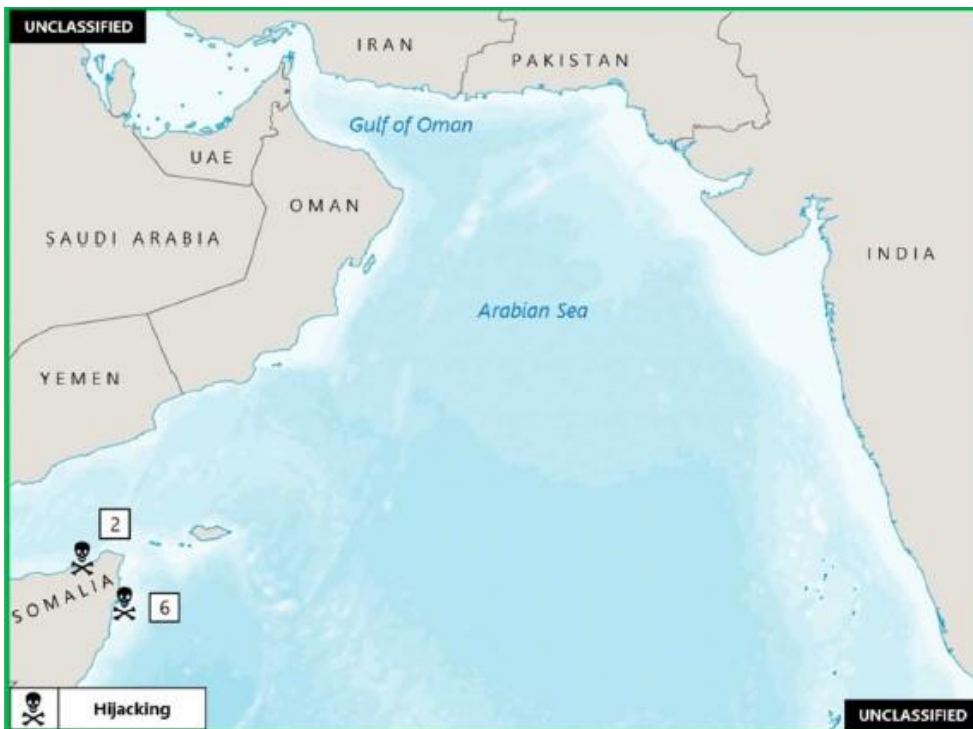 UNCLASSIFIED
IRAN
PAKISTAN
Gulf of Oman
UAE
OMAN
SAUDI ARABIA
INDIA
Arabian Sea
YEMEN
2
SOMALIA
6
Hijacking
UNCLASSIFIED